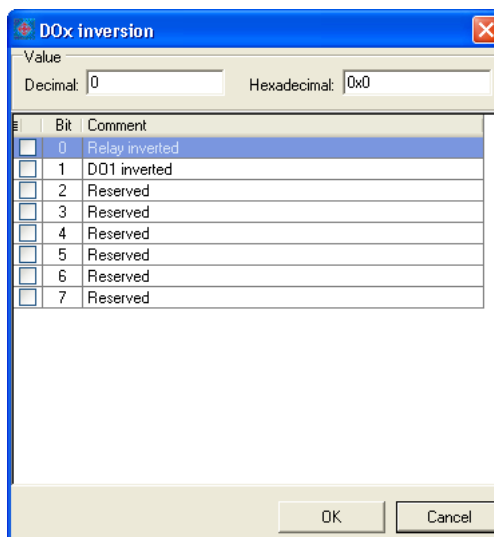 DOx inversion
Value
Decimal: 0 Hexadecimal: 0x0
Bit Comment
0 Relay inverted
1 DO1 inverted
2 Reserved
3 Reserved
4 Reserved
5 Reserved
6 Reserved
7 Reserved
OK Cancel